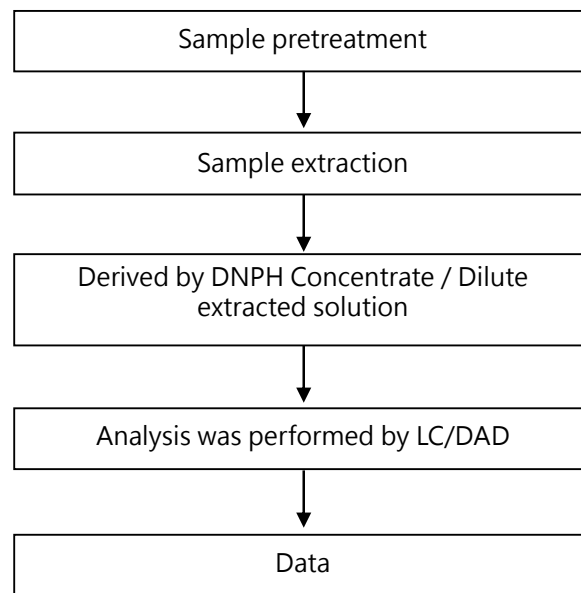 Sample pretreatment
Sample extraction
Derived by DNPH Concentrate / Dilute
extracted solution
Analysis was performed by LC/DAD
Data